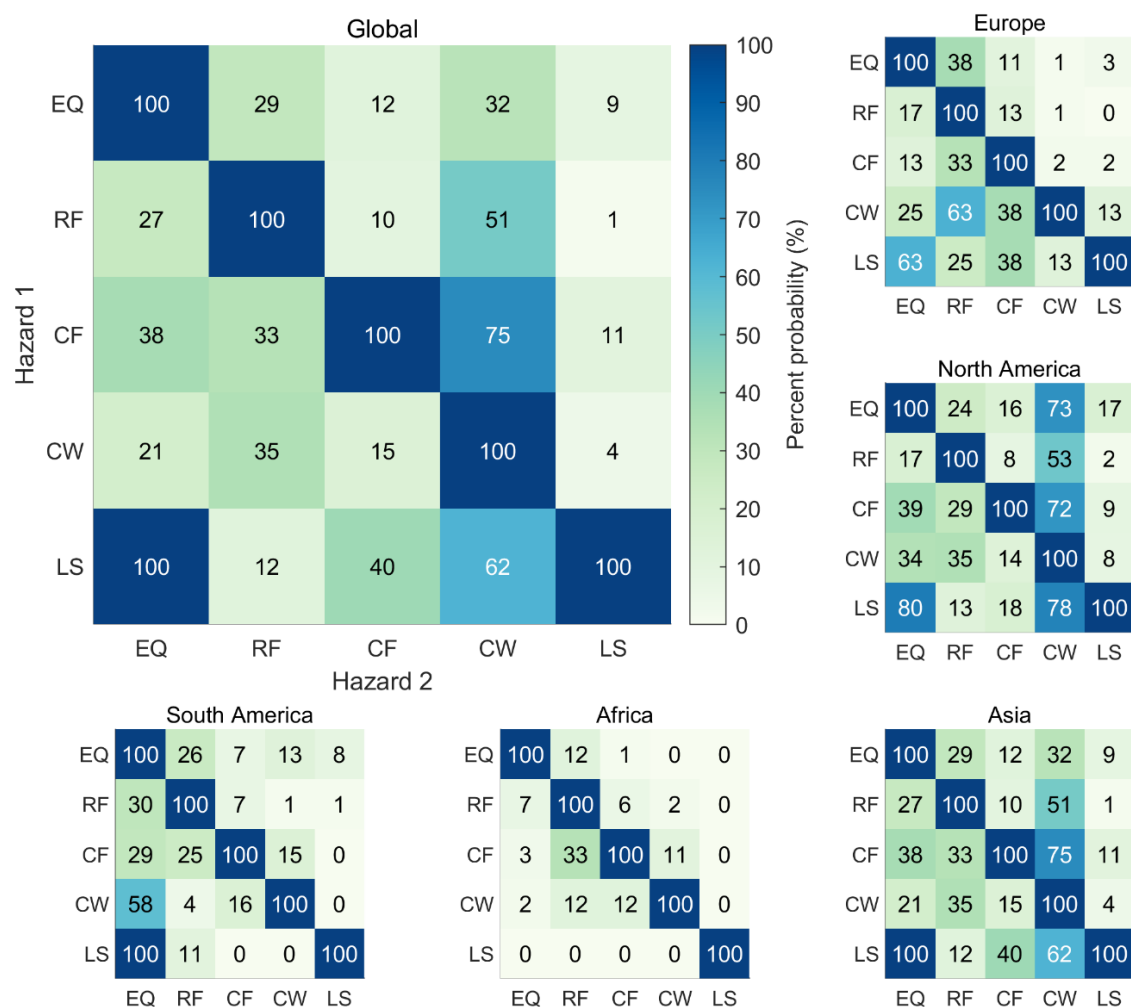 Global
EQ 100 29 12 32 9
RF 27 100 10 51 1
CF 38 33 100 75 11
CW 21 35 15 100 4
LS 100 12 40 62 100
EQ RF CF CW LS
Hazard 1
Hazard 2
100
90
80
70
60
50
40
30
20
10
0
Percent probability (%)
Europe
EQ 100 38 11 1 3
RF 17 100 13 1 0
CF 13 33 100 2 2
CW 25 63 38 100 13
LS 63 25 38 13 100
EQ RF CF CW LS
North America
EQ 100 24 16 73 17
RF 17 100 8 53 2
CF 39 29 100 72 9
CW 34 35 14 100 8
LS 80 13 18 78 100
EQ RF CF CW LS
South America
EQ 100 26 7 13 8
RF 30 100 7 1 1
CF 29 25 100 15 0
CW 58 4 16 100 0
LS 100 11 0 0 100
EQ RF CF CW LS
Africa
EQ 100 12 1 0 0
RF 7 100 6 2 0
CF 3 33 100 11 0
CW 2 12 12 100 0
LS 0 0 0 0 100
EQ RF CF CW LS
Asia
EQ 100 29 12 32 9
RF 27 100 10 51 1
CF 38 33 100 75 11
CW 21 35 15 100 4
LS 100 12 40 62 100
EQ RF CF CW LS